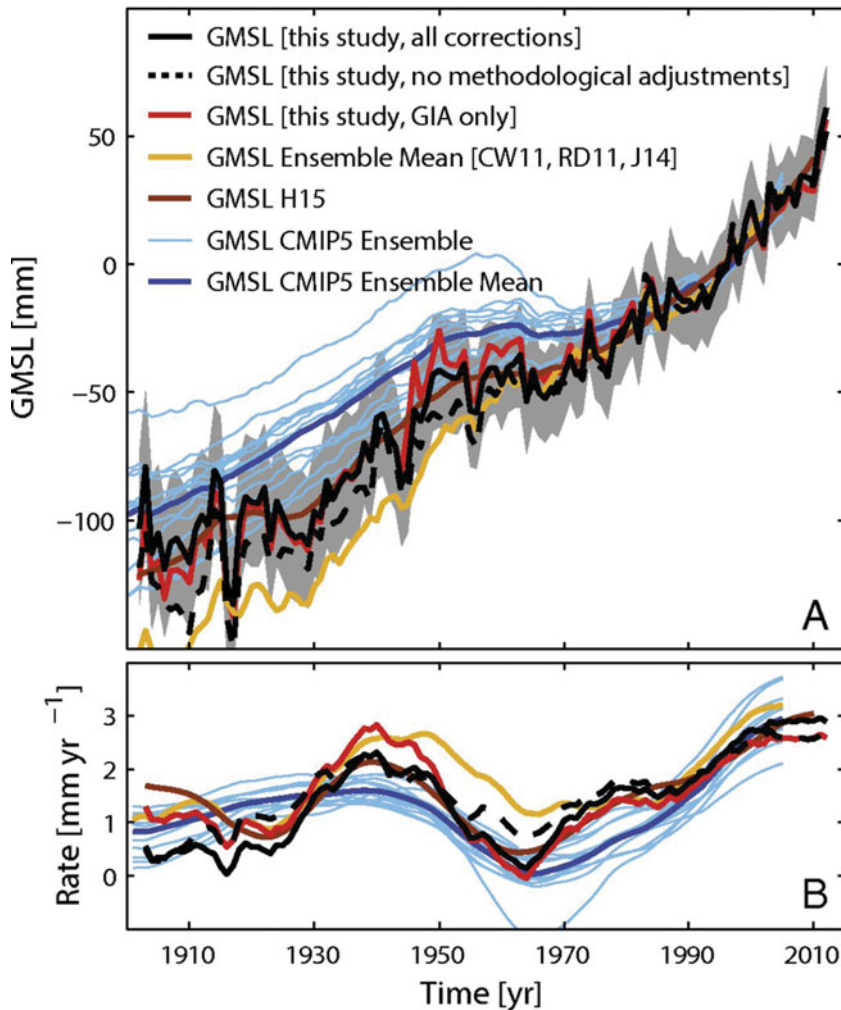 GMSL [this study, all corrections]
GMSL [this study, no methodological adjustments]
GMSL [this study, GIA only]
GMSL Ensemble Mean [CW11, RD11, J14]
GMSL H15
GMSL CMIP5 Ensemble
GMSL CMIP5 Ensemble Mean
GMSL [mm]
50
0
−50
−100
A
Rate [mm yr −1]
3
2
1
0
B
1910 1930 1950 1970 1990 2010
Time [yr]